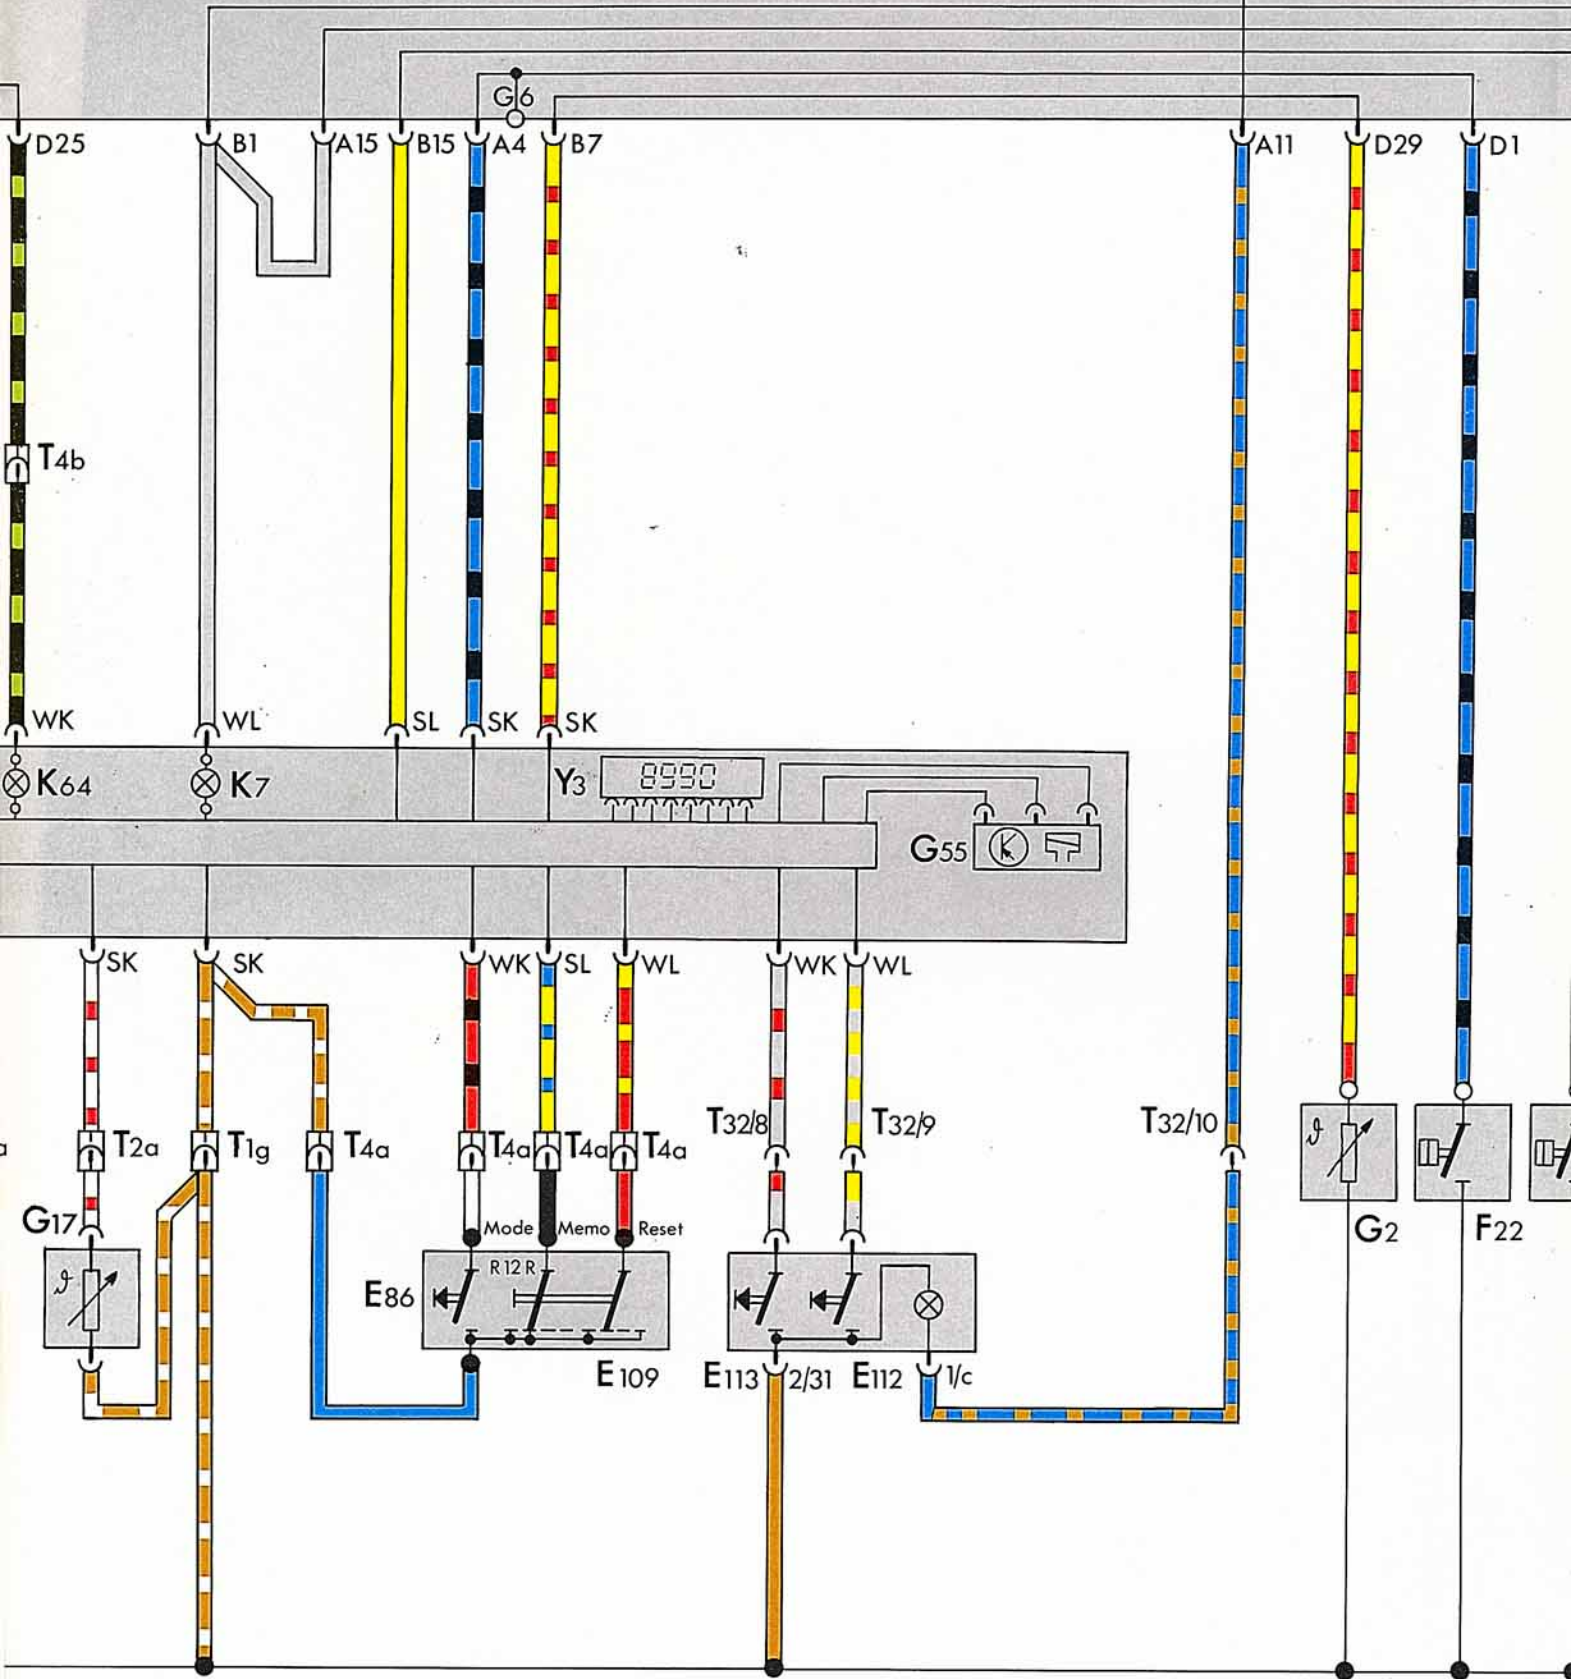 G 6
D25 B1 A15 B15 A4 B7 A11 D29 D1
T4b
WK WL SL SK SK
K64 K7 Y3 8990
G55
SK SK WK SL WL WK WL
T32/8 T32/9 T32/10
a T2a T1g T4a T4a T4a T4a
G17 Mode Memo Reset G2 F22
ϑ ϑ
R 12 R
E86
E109 E113 2/31 E112 1/c